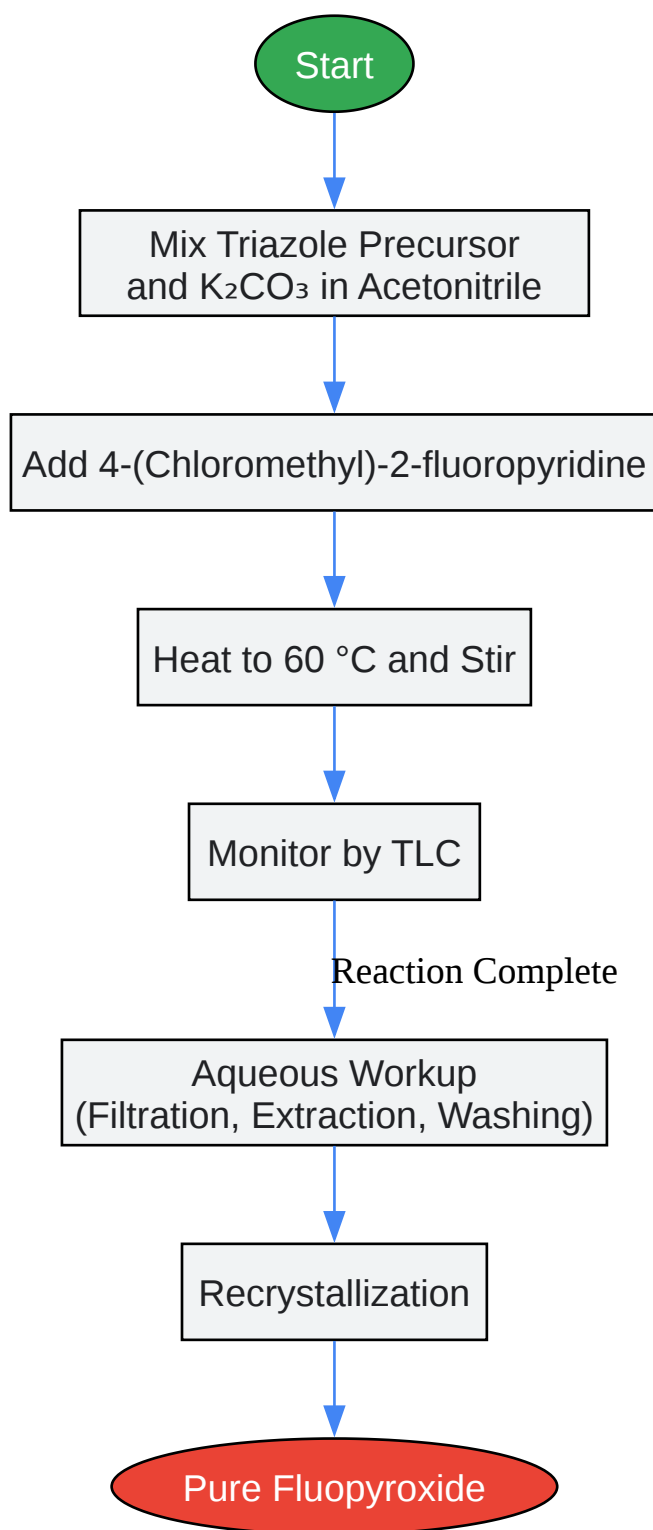 Start
Mix Triazole Precursor
and K₂CO₃ in Acetonitrile
Add 4-(Chloromethyl)-2-fluoropyridine
Heat to 60 °C and Stir
Monitor by TLC
Reaction Complete
Aqueous Workup
(Filtration, Extraction, Washing)
Recrystallization
Pure Fluopyroxide